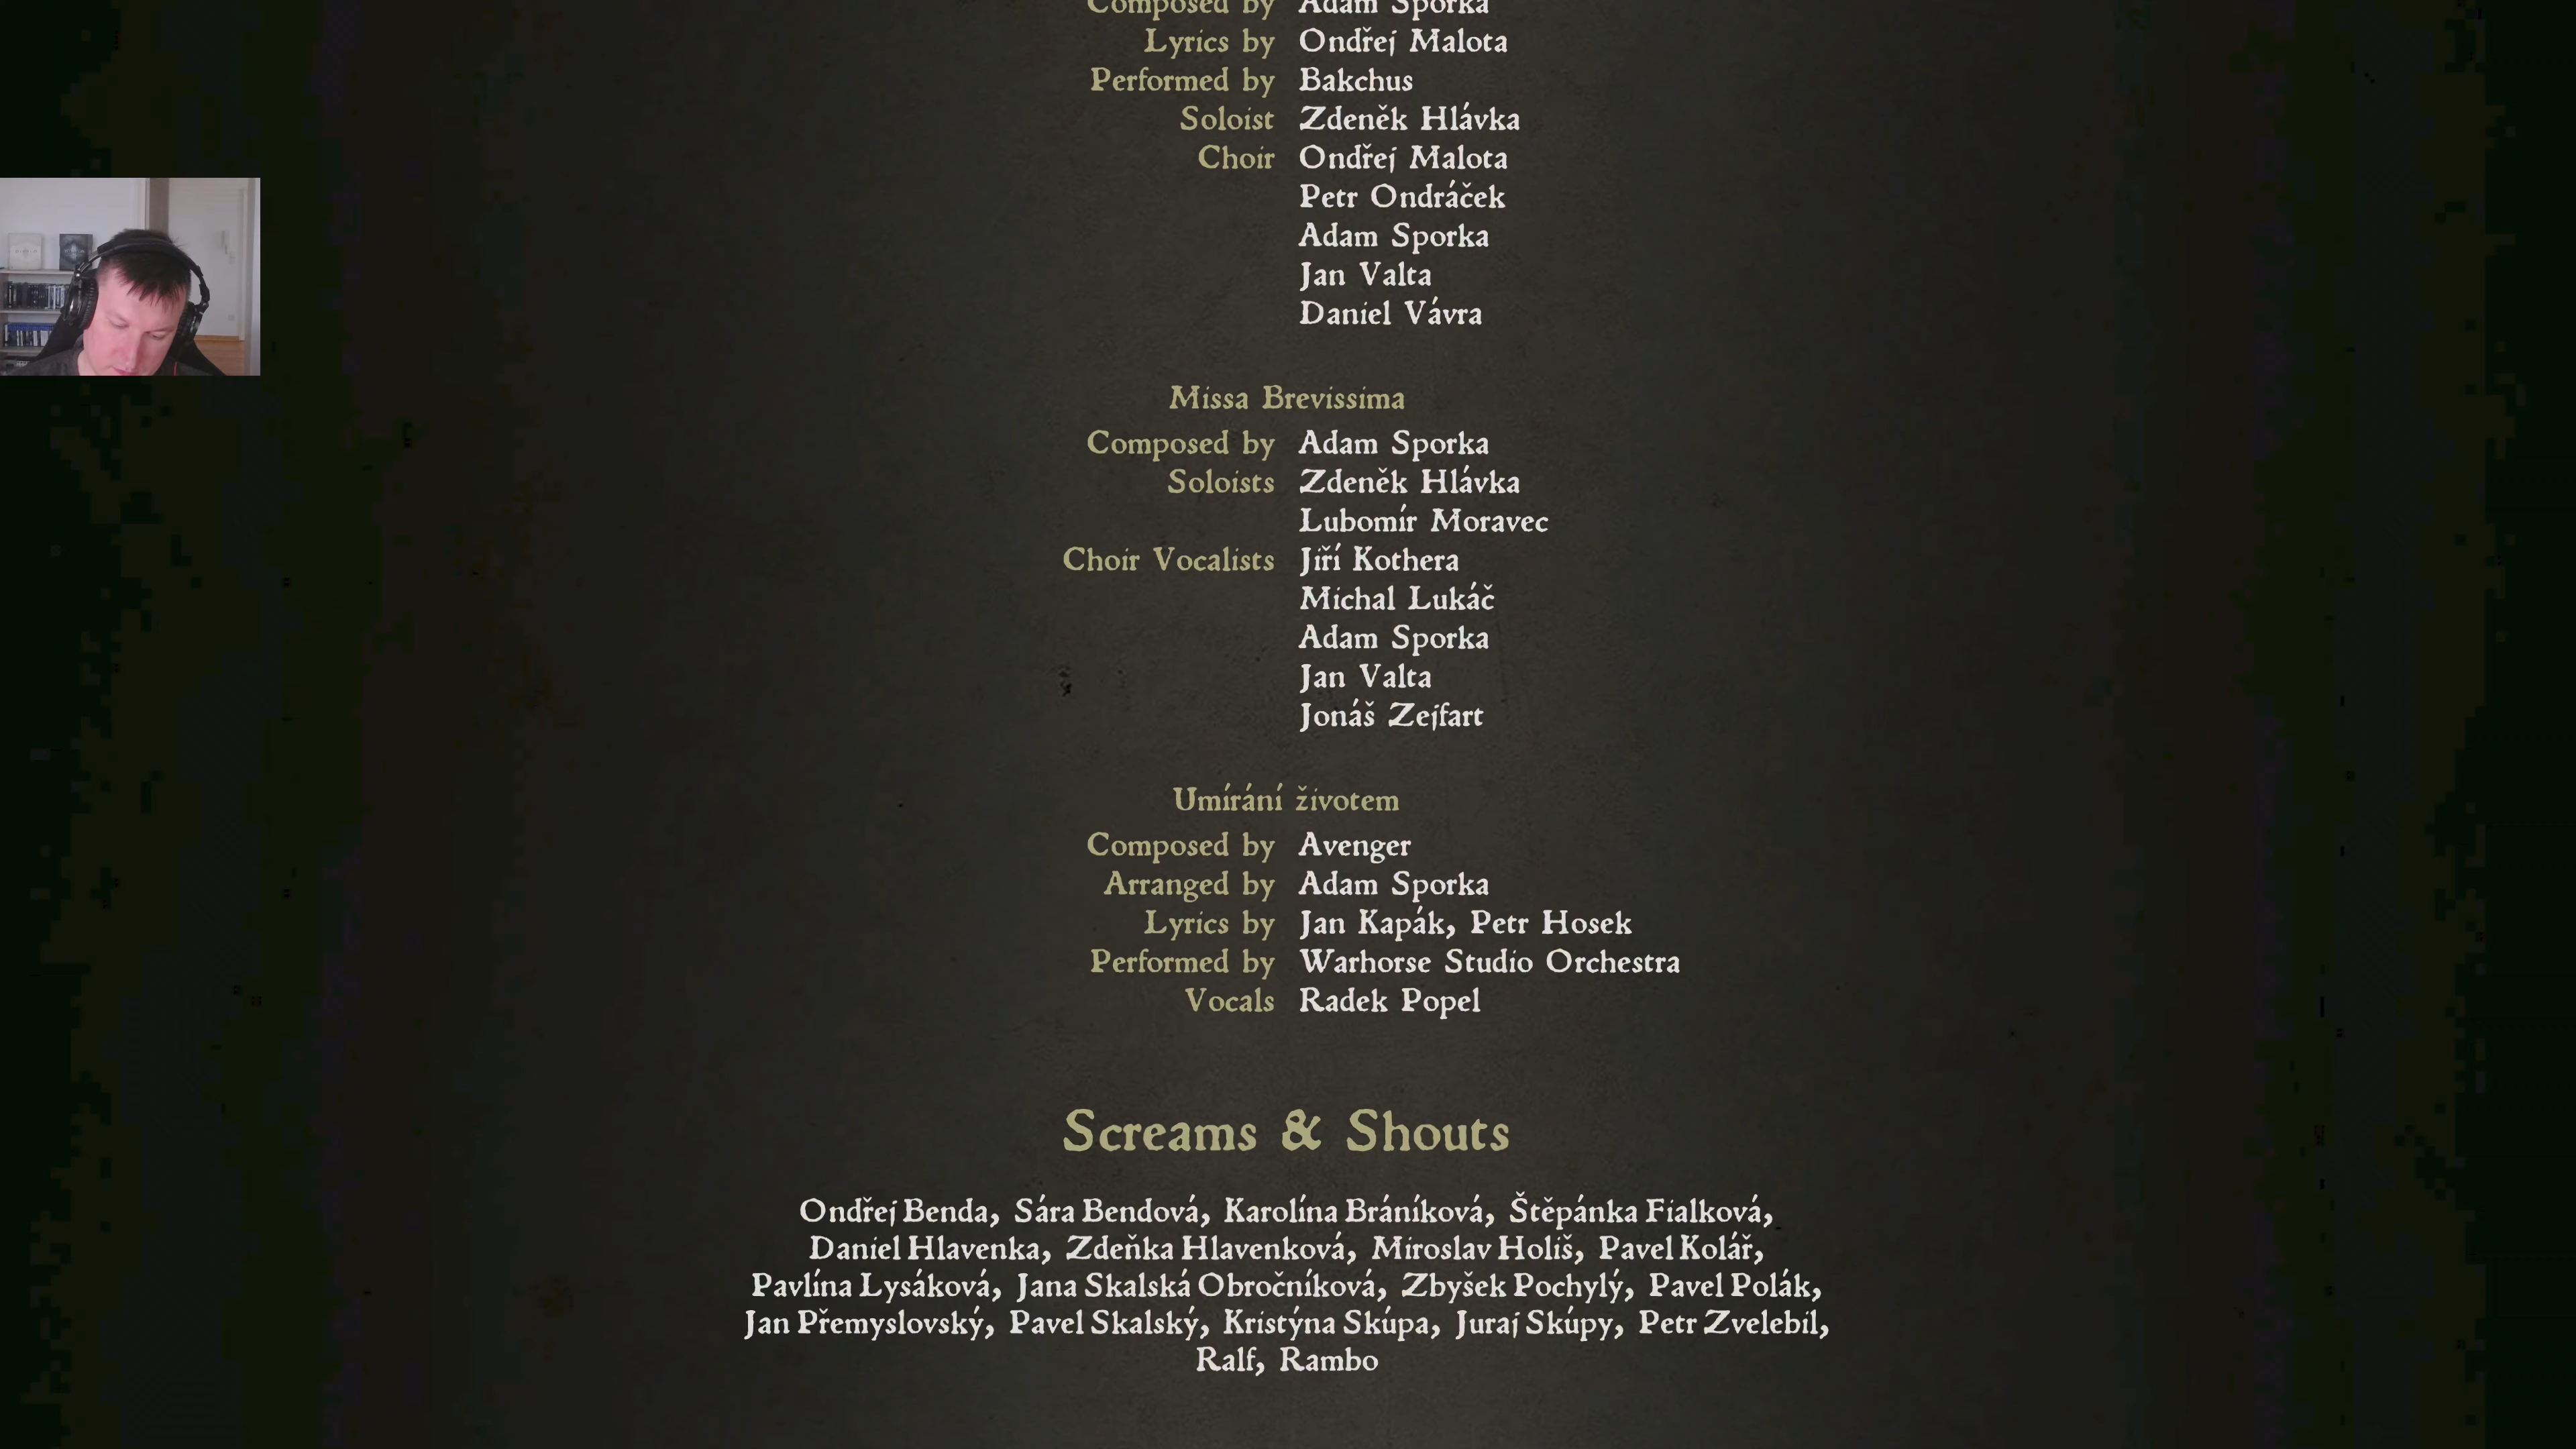 Composed by Adam Sporka
Lyrics by Ondřej Malota
Performed by Bakchus
Soloist Zdeněk Hlávka
Choir Ondřej Malota
Petr Ondráček
Adam Sporka
Jan Valta
Daniel Vávra
Missa Brevissima
Composed by Adam Sporka
Soloists Zdeněk Hlávka
Lubomír Moravec
Choir Vocalists Jiří Kothera
Michal Lukáč
Adam Sporka
Jan Valta
Jonáš Zejfart
Umírání životem
Composed by Avenger
Arranged by Adam Sporka
Lyrics by Jan Kapák, Petr Hosek
Performed by Warhorse Studio Orchestra
Vocals Radek Popel
Screams & Shouts
Ondřej Benda, Sára Bendová, Karolína Bráníková, Štěpánka Fialková,
Daniel Hlavenka, Zdeňka Hlavenková, Miroslav Holiš, Pavel Kolář,
Pavlína Lysáková, Jana Skalská Obročníková, Zbyšek Pochylý, Pavel Polák,
Jan Přemyslovský, Pavel Skalský, Kristýna Skúpa, Juraj Skúpy, Petr Zvelebil,
Ralf, Rambo